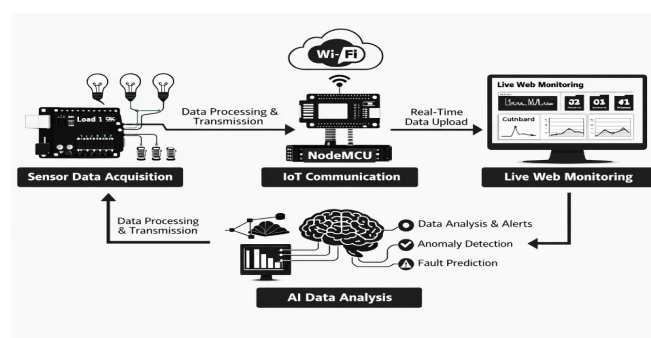 Wi-Fi
Load 1
Data Processing &
Transmission
Real-Time
Data Upload
Live Web Monitoring
Cutnbard
NodeMCU
Sensor Data Acquisition
IoT Communication
Live Web Monitoring
Data Processing
& Transmission
Data Analysis & Alerts
Anomaly Detection
Fault Prediction
AI Data Analysis